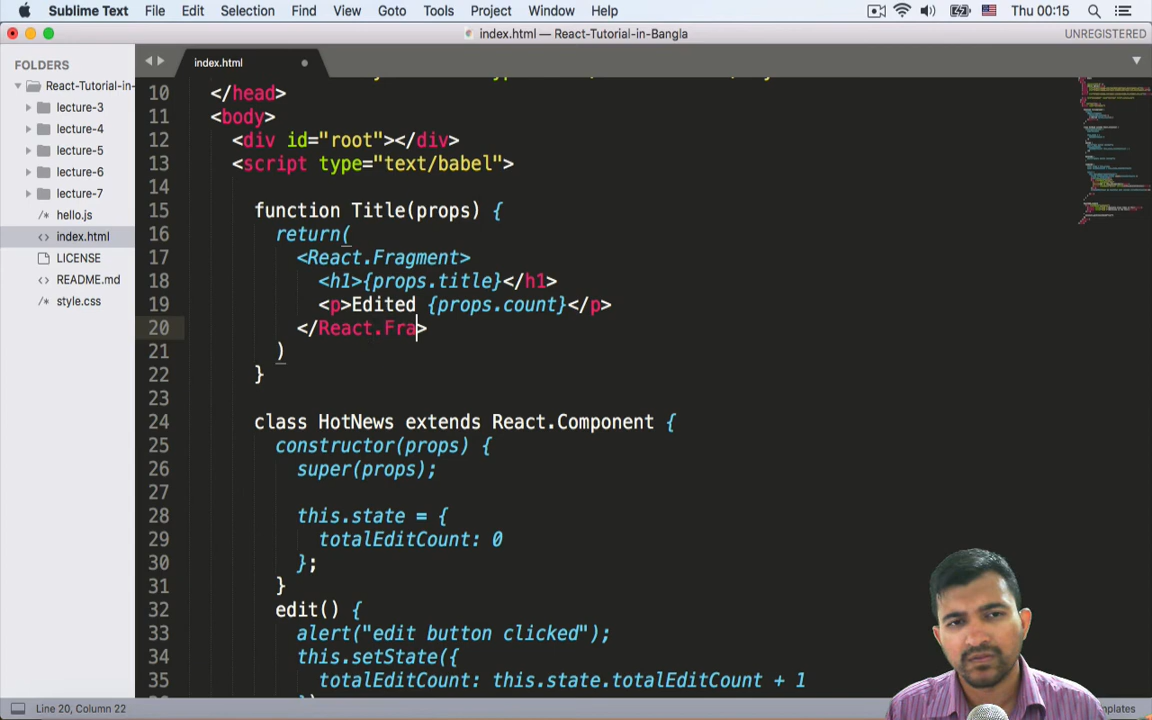 Sublime Text File Edit Selection Find View Goto Tools Project Window Help Thu 00:15
index.html — React-Tutorial-in-Bangla UNREGISTERED
FOLDERS
React-Tutorial-in-
lecture-3
lecture-4
lecture-5
lecture-6
lecture-7
hello.js
index.html
LICENSE
README.md
style.css
index.html
10 </head>
11 <body>
12 <div id="root"></div>
13 <script type="text/babel">
14
15 function Title(props) {
16 return(
17 <React.Fragment>
18 <h1>{props.title}</h1>
19 <p>Edited {props.count}</p>
20 </React.Fra>
21 )
22 }
23
24 class HotNews extends React.Component {
25 constructor(props) {
26 super(props);
27
28 this.state = {
29 totalEditCount: 0
30 };
31 }
32 edit() {
33 alert("edit button clicked");
34 this.setState({
35 totalEditCount: this.state.totalEditCount + 1
Line 20, Column 22